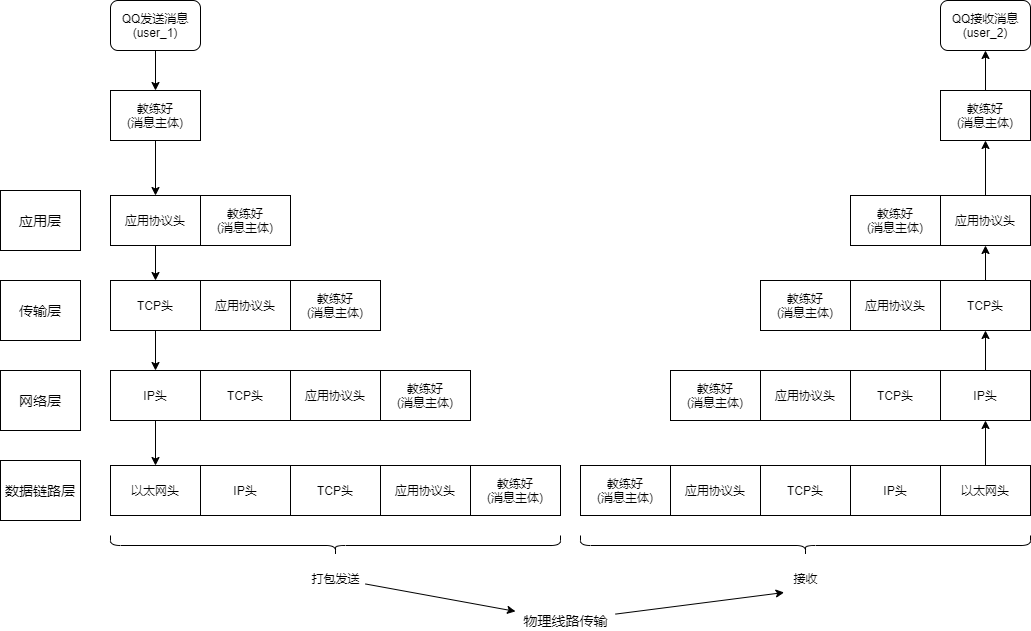 QQ发送消息
(user_1)
QQ接收消息
(user_2)
教练好
(消息主体)
教练好
(消息主体)
应用层
应用协议头
教练好
(消息主体)
教练好
(消息主体)
应用协议头
传输层
TCP头
应用协议头
教练好
(消息主体)
教练好
(消息主体)
应用协议头
TCP头
网络层
IP头
TCP头
应用协议头
教练好
(消息主体)
教练好
(消息主体)
应用协议头
TCP头
IP头
数据链路层
以太网头
IP头
TCP头
应用协议头
教练好
(消息主体)
教练好
(消息主体)
应用协议头
TCP头
IP头
以太网头
打包发送
接收
物理线路传输